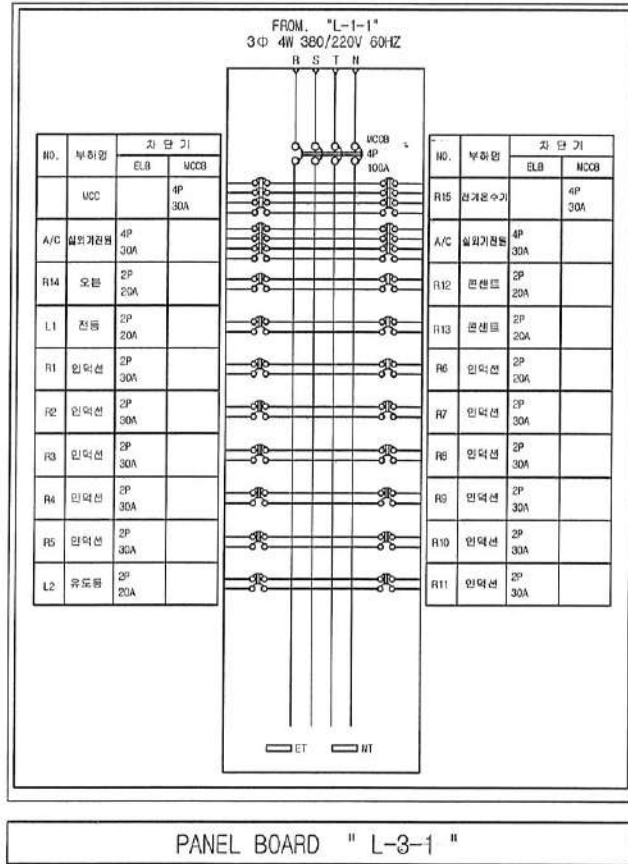 FROM. "L-1-1"
3Φ 4W 380/220V 60HZ
R S T N
MCCB
4P
100A
NO. 부하명 차 단 기
ELB MCCB
MCC 4P 30A
A/C 실외기전원 4P 30A
R14 오븐 2P 20A
L1 전등 2P 20A
R1 인덕션 2P 30A
R2 인덕션 2P 30A
R3 인덕션 2P 30A
R4 인덕션 2P 30A
R5 인덕션 2P 30A
L2 유도등 2P 20A
NO. 부하명 차 단 기
ELB MCCB
R15 전기온수기 4P 30A
A/C 실외기전원 4P 30A
R12 콘센트 2P 20A
R13 콘센트 2P 20A
R6 인덕션 2P 20A
R7 인덕션 2P 30A
R8 인덕션 2P 30A
R9 인덕션 2P 30A
R10 인덕션 2P 30A
R11 인덕션 2P 30A
ET NT
PANEL BOARD " L-3-1 "